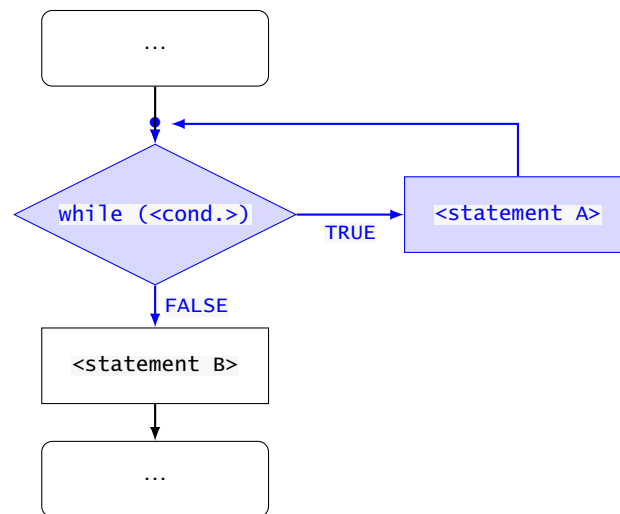 ...
while (<cond.>)
<statement A>
TRUE
FALSE
<statement B>
...